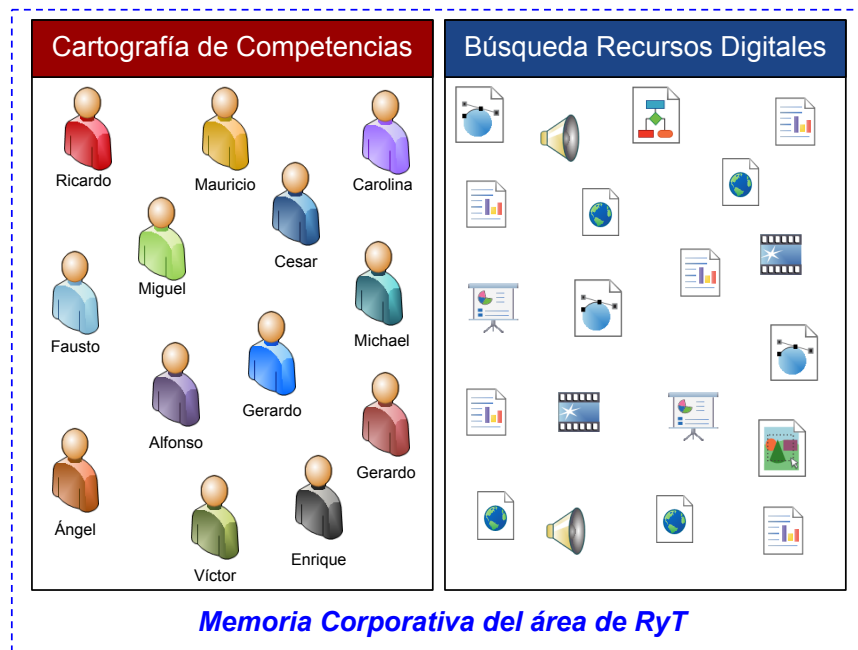 Cartografía de Competencias
Ricardo
Mauricio
Carolina
Cesar
Miguel
Fausto
Michael
Gerardo
Alfonso
Gerardo
Ángel
Enrique
Víctor
Búsqueda Recursos Digitales
Memoria Corporativa del área de RyT